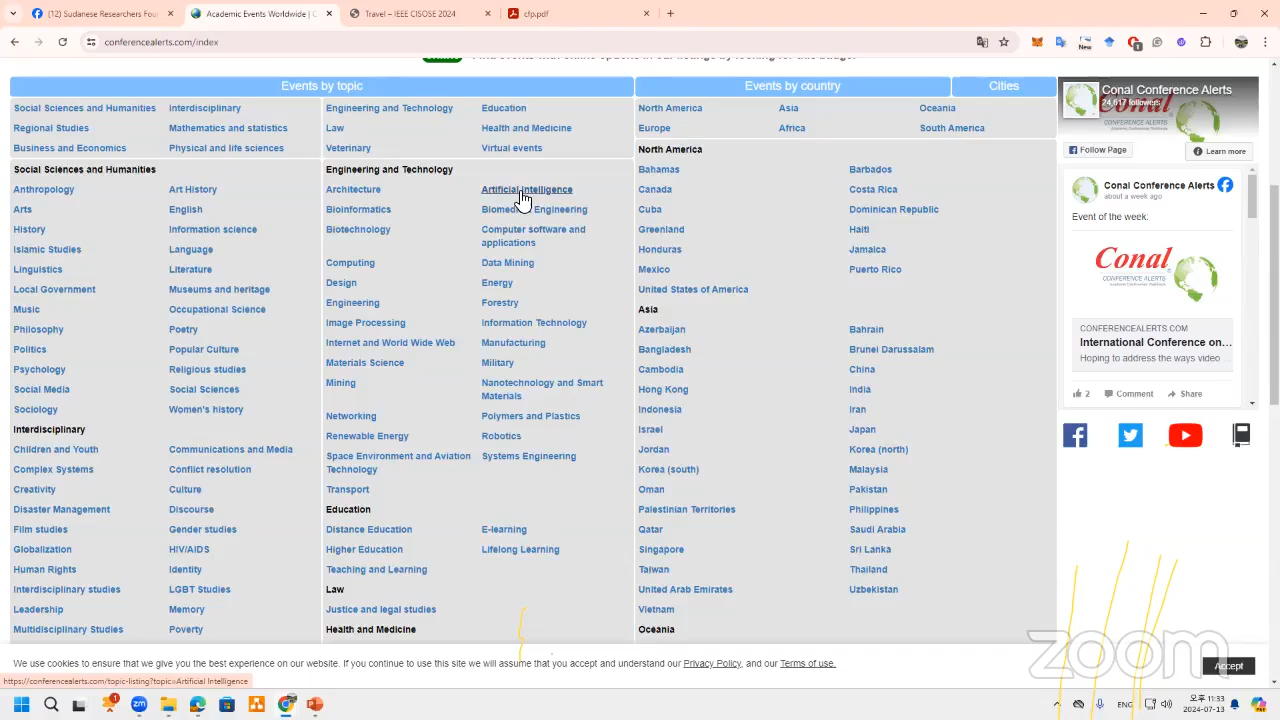 (12) Sudanese Researchers Four
Academic Events Worldwide | C
Travel – IEEE CISOSE 2024
cfp.pdf
conferencealerts.com/index
New
Events by topic
Events by country
Cities
Social Sciences and Humanities
Interdisciplinary
Engineering and Technology
Education
North America
Asia
Oceania
Regional Studies
Mathematics and statistics
Law
Health and Medicine
Europe
Africa
South America
Business and Economics
Physical and life sciences
Veterinary
Virtual events
Social Sciences and Humanities
Anthropology
Art History
Arts
English
History
Information science
Islamic Studies
Language
Linguistics
Literature
Local Government
Museums and heritage
Music
Occupational Science
Philosophy
Poetry
Politics
Popular Culture
Psychology
Religious studies
Social Media
Social Sciences
Sociology
Women's history
Interdisciplinary
Children and Youth
Communications and Media
Complex Systems
Conflict resolution
Creativity
Culture
Disaster Management
Discourse
Film studies
Gender studies
Globalization
HIV/AIDS
Human Rights
Identity
Interdisciplinary studies
LGBT Studies
Leadership
Memory
Multidisciplinary Studies
Poverty
Engineering and Technology
Architecture
Artificial Intelligence
Bioinformatics
Biomedical Engineering
Biotechnology
Computer software and
applications
Computing
Data Mining
Design
Energy
Engineering
Forestry
Image Processing
Information Technology
Internet and World Wide Web
Manufacturing
Materials Science
Military
Mining
Nanotechnology and Smart
Materials
Networking
Polymers and Plastics
Renewable Energy
Robotics
Space Environment and Aviation
Technology
Systems Engineering
Transport
Education
Distance Education
E-learning
Higher Education
Lifelong Learning
Teaching and Learning
Law
Justice and legal studies
Health and Medicine
North America
Bahamas
Barbados
Canada
Costa Rica
Cuba
Dominican Republic
Greenland
Haiti
Honduras
Jamaica
Mexico
Puerto Rico
United States of America
Asia
Azerbaijan
Bahrain
Bangladesh
Brunei Darussalam
Cambodia
China
Hong Kong
India
Indonesia
Iran
Israel
Japan
Jordan
Korea (north)
Korea (south)
Malaysia
Oman
Pakistan
Palestinian Territories
Philippines
Qatar
Saudi Arabia
Singapore
Sri Lanka
Taiwan
Thailand
United Arab Emirates
Uzbekistan
Vietnam
Oceania
Conal Conference Alerts
24,617 followers
Conal
CONFERENCE ALERTS
Follow Page
Learn more
Conal Conference Alerts
about a week ago
Event of the week:
Conal
CONFERENCE ALERTS
CONFERENCEALERTS.COM
International Conference on...
Hoping to address the ways video ...
2
Comment
Share
zoom
We use cookies to ensure that we give you the best experience on our website. If you continue to use this site we will assume that you accept and understand our Privacy Policy, and our Terms of use.
Accept
https://conferencealerts.com/topic-listing?topic=Artificial Intelligence
1
ENG
오후 11:33
2024-07-13